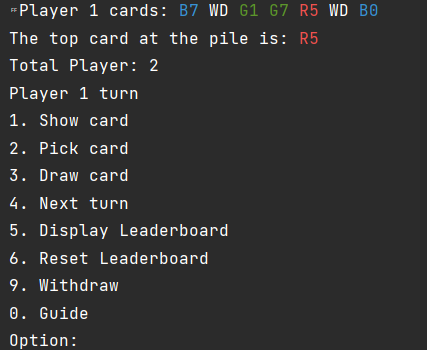 Player 1 cards: B7 WD G1 G7 R5 WD B0
The top card at the pile is: R5
Total Player: 2
Player 1 turn
1. Show card
2. Pick card
3. Draw card
4. Next turn
5. Display Leaderboard
6. Reset Leaderboard
9. Withdraw
0. Guide
Option: